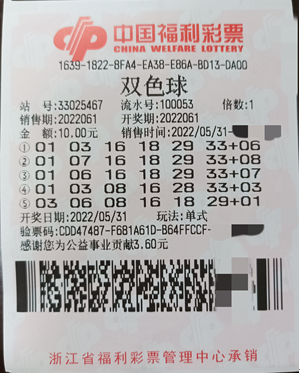 中国福利彩票
CHINA WELFARE LOTTERY
1639-1822-8FA4-EA38-E86A-BD13-DA00
双色球
站 号:33025467 流水号:100053 倍数:1
销售期:2022061 开奖期:2022061
金 额:10.00元 销售时间:2022/05/31-
① 01 03 16 18 29 33+06
② 01 07 16 18 29 33+08
③ 01 07 16 18 29 33+12
④ 01 03 08 16 28 33+03
⑤ 01 03 08 16 18 29+01
开奖日期:2022/05/31 玩法:单式
验票码:CDD47487-F681A61D-B64FFCCF-
感谢您为公益事业贡献3.60元
浙江省福利彩票管理中心承销